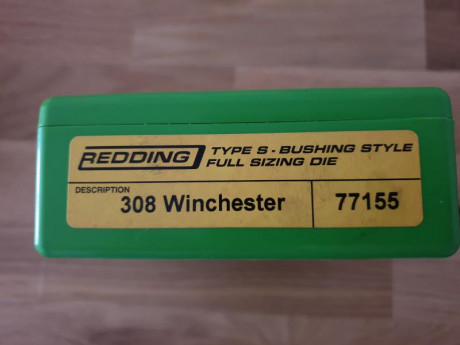 REDDING TYPE S - BUSHING STYLE
FULL SIZING DIE
DESCRIPTION
308 Winchester 77155